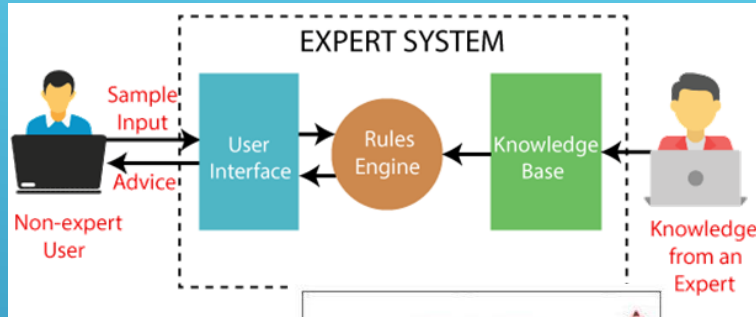 EXPERT SYSTEM
Sample
Input
Advice
Non-expert
User
User
Interface
Rules
Engine
Knowledge
Base
Knowledge
from an
Expert